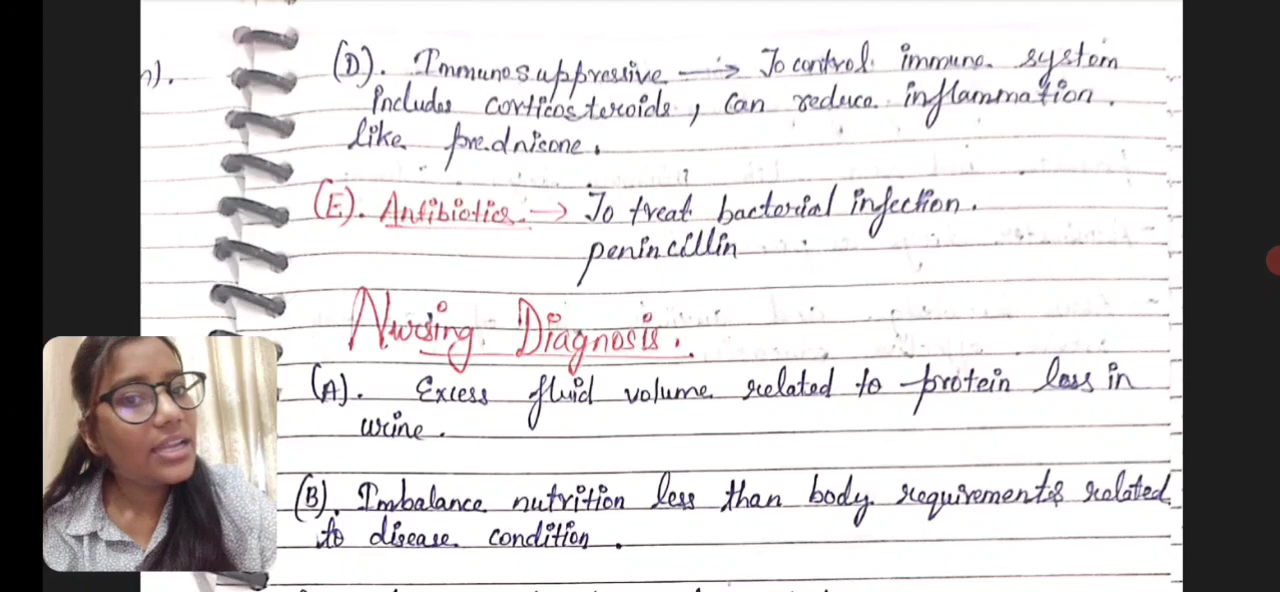 n).
(D). Immunosuppressive → To control immune system
includes corticosteroids, can reduce inflammation.
like prednisone.
(E). Antibiotics → To treat bacterial infection.
penincillin
Nursing Diagnosis.
(A). Excess fluid volume related to protein loss in
urine.
(B). Imbalance nutrition less than body requirements related
to disease condition.